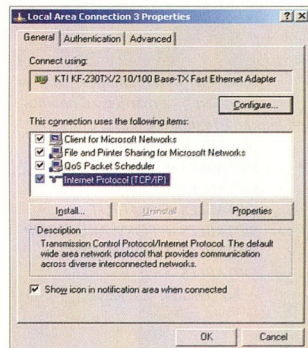 Local Area Connection 3 Properties
General Authentication Advanced
Connect using:
KTI KF-230TX/2 10/100 Base-TX Fast Ethernet Adapter
Configure...
This connection uses the following items:
Client for Microsoft Networks
File and Printer Sharing for Microsoft Networks
QoS Packet Scheduler
Internet Protocol (TCP/IP)
Install... Uninstall Properties
Description
Transmission Control Protocol/Internet Protocol. The default
wide area network protocol that provides communication
across diverse interconnected networks.
Show icon in notification area when connected
OK Cancel